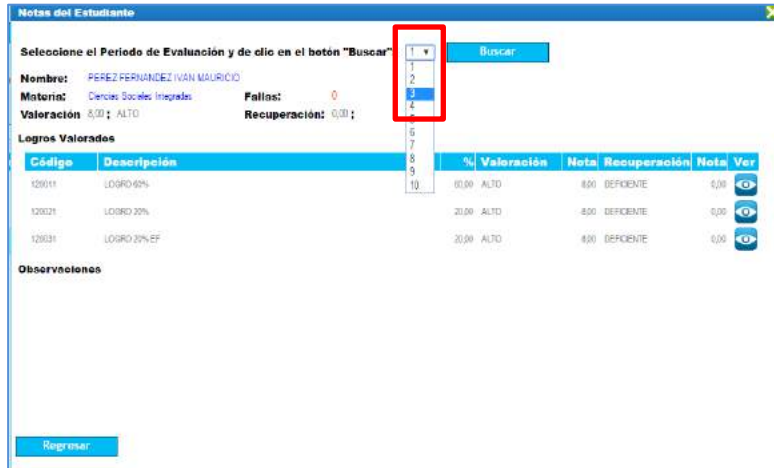 Notas del Estudiante
Seleccione el Periodo de Evaluación y de clic en el botón "Buscar" 1 Buscar
1
2
3
4
5
6
7
8
9
10
Nombre: PEREZ FERNANDEZ IVAN MAURICIO
Materia: Ciencias Sociales Integradas Fallas: 0
Valoración 8,00 ; ALTO Recuperación: 0,00 ;
Logros Valorados
Código Descripción % Valoración Nota Recuperación Nota Ver
120011 LOGRO 60% 60,00 ALTO 8,00 DEFICIENTE 0,00
120021 LOGRO 20% 20,00 ALTO 8,00 DEFICIENTE 0,00
120031 LOGRO 20% EF 20,00 ALTO 8,00 DEFICIENTE 0,00
Observaciones
Regresar